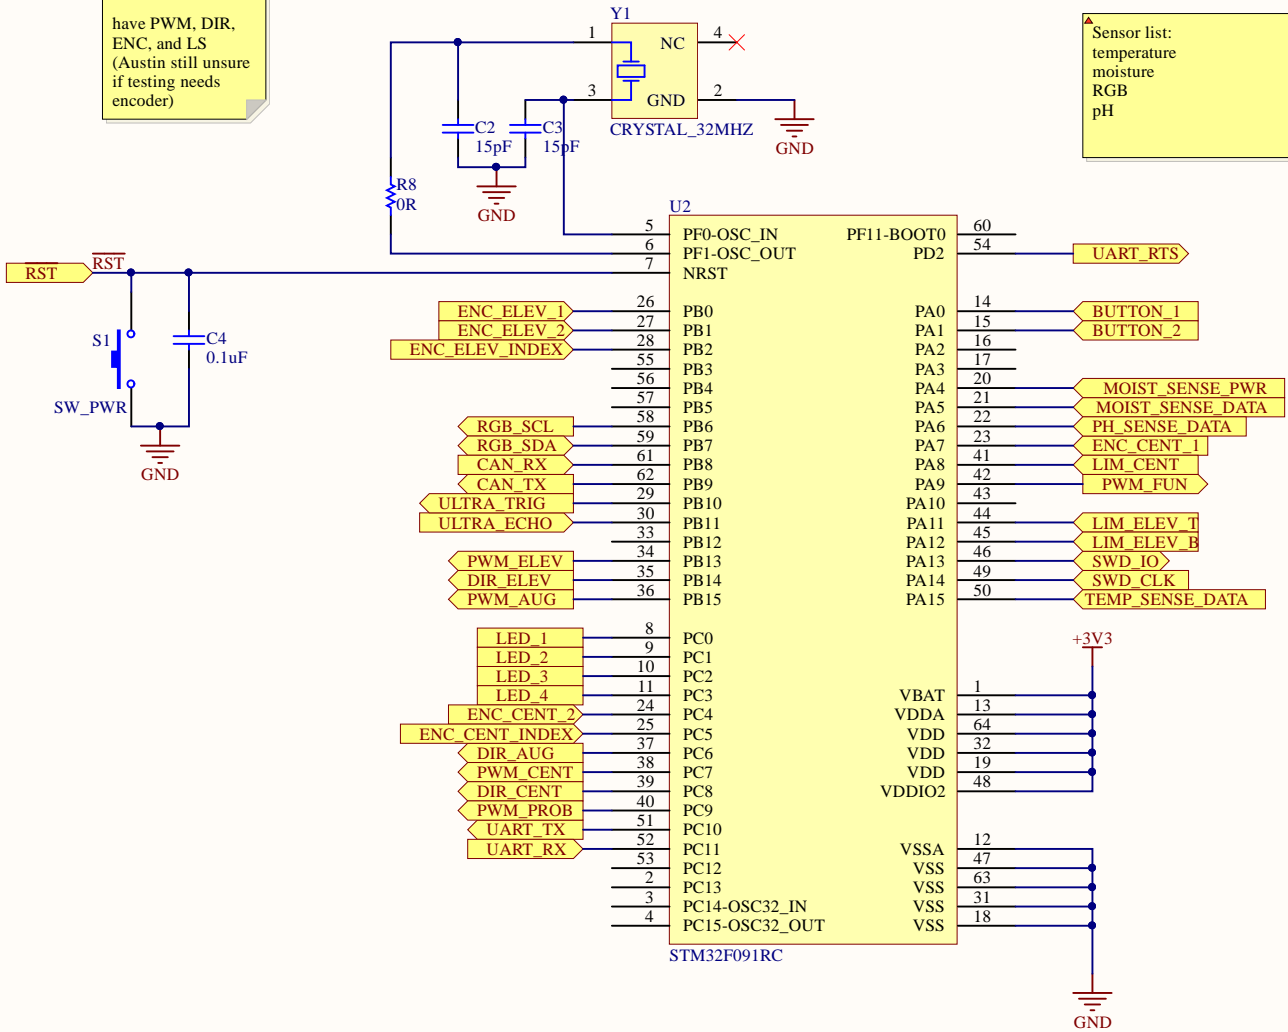 have PWM, DIR,
ENC, and LS
(Austin still unsure
if testing needs
encoder)
Y1
1
NC
4
3
GND
2
CRYSTAL_32MHZ
GND
C2
15pF
C3
15pF
GND
R8
0R
Sensor list:
temperature
moisture
RGB
pH
RST
RST
S1
SW_PWR
C4
0.1uF
GND
U2
5 PF0-OSC_IN
6 PF1-OSC_OUT
7 NRST
ENC_ELEV_1 26 PB0
ENC_ELEV_2 27 PB1
ENC_ELEV_INDEX 28 PB2
55 PB3
56 PB4
57 PB5
RGB_SCL 58 PB6
RGB_SDA 59 PB7
CAN_RX 61 PB8
CAN_TX 62 PB9
ULTRA_TRIG 29 PB10
ULTRA_ECHO 30 PB11
33 PB12
PWM_ELEV 34 PB13
DIR_ELEV 35 PB14
PWM_AUG 36 PB15
LED_1 8 PC0
LED_2 9 PC1
LED_3 10 PC2
LED_4 11 PC3
ENC_CENT_2 24 PC4
ENC_CENT_INDEX 25 PC5
DIR_AUG 37 PC6
PWM_CENT 38 PC7
DIR_CENT 39 PC8
PWM_PROB 40 PC9
UART_TX 51 PC10
UART_RX 52 PC11
53 PC12
2 PC13
3 PC14-OSC32_IN
4 PC15-OSC32_OUT
PF11-BOOT0 60
PD2 54 UART_RTS
PA0 14 BUTTON_1
PA1 15 BUTTON_2
PA2 16
PA3 17
PA4 20 MOIST_SENSE_PWR
PA5 21 MOIST_SENSE_DATA
PA6 22 PH_SENSE_DATA
PA7 23 ENC_CENT_1
PA8 41 LIM_CENT
PA9 42 PWM_FUN
PA10 43
PA11 44 LIM_ELEV_T
PA12 45 LIM_ELEV_B
PA13 46 SWD_IO
PA14 49 SWD_CLK
PA15 50 TEMP_SENSE_DATA
+3V3
VBAT 1
VDDA 13
VDD 64
VDD 32
VDD 19
VDDIO2 48
VSSA 12
VSS 47
VSS 63
VSS 31
VSS 18
STM32F091RC
GND